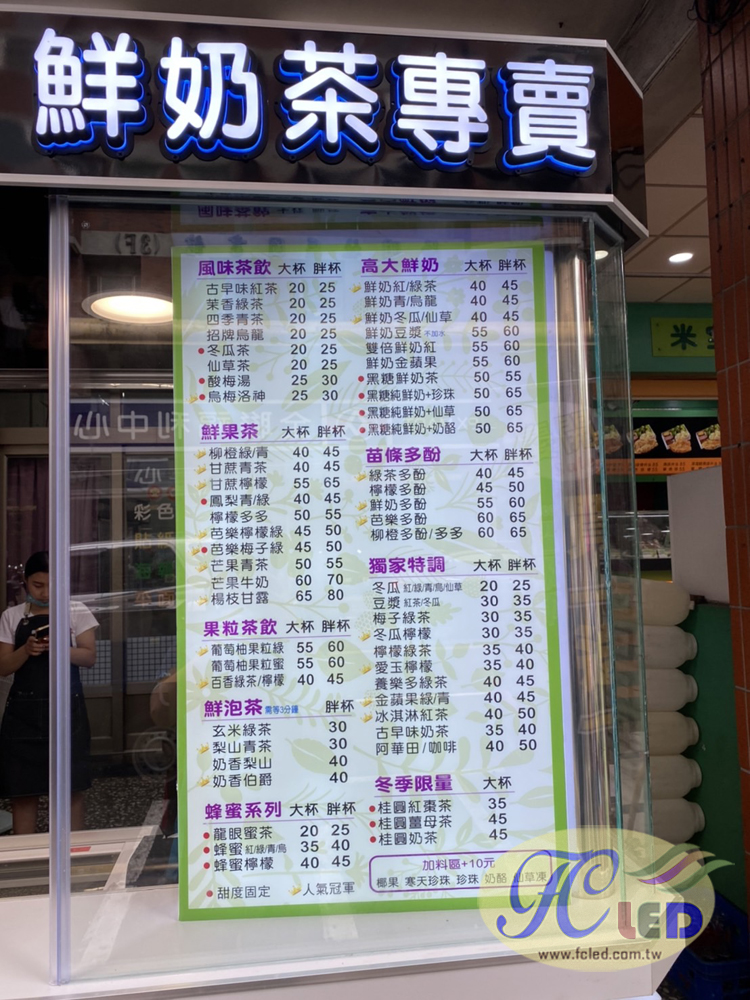 鮮奶茶專賣
風味茶飲 大杯 胖杯
古早味紅茶 20 25
茉香綠茶 20 25
四季青茶 20 25
招牌烏龍 20 25
冬瓜茶 20 25
仙草茶 20 25
酸梅湯 25 30
烏梅洛神 25 30
鮮果茶 大杯 胖杯
柳橙綠/青 40 45
甘蔗青茶 40 45
甘蔗檸檬 55 65
鳳梨青/綠 40 45
檸檬多多 50 55
芭樂檸檬綠 45 50
芭樂梅子綠 45 50
芒果青茶 50 55
芒果牛奶 60 70
楊枝甘露 65 80
果粒茶飲 大杯 胖杯
葡萄柚果粒綠 55 60
葡萄柚果粒蜜 55 60
百香綠茶/檸檬 40 45
鮮泡茶 需等3分鐘 胖杯
玄米綠茶 30
梨山青茶 30
奶香梨山 40
奶香伯爵 40
蜂蜜系列 大杯 胖杯
龍眼蜜茶 20 25
蜂蜜 紅/綠/青/烏 35 40
蜂蜜檸檬 40 45
甜度固定 人氣冠軍
高大鮮奶 大杯 胖杯
鮮奶紅/綠茶 40 45
鮮奶青/烏龍 40 45
鮮奶冬瓜/仙草 40 45
鮮奶豆漿 不加水 55 60
雙倍鮮奶紅 55 60
鮮奶金蘋果 55 60
黑糖鮮奶茶 50 55
黑糖純鮮奶+珍珠 50 65
黑糖純鮮奶+仙草 50 65
黑糖純鮮奶+奶酪 50 65
苗條多酚 大杯 胖杯
綠茶多酚 40 45
檸檬多酚 45 50
鮮奶多酚 55 60
芭樂多酚 60 65
柳橙多酚/多多 60 65
獨家特調 大杯 胖杯
冬瓜 紅/綠/青/烏/仙草 20 25
豆漿 紅茶/冬瓜 30 35
梅子綠茶 30 35
冬瓜檸檬 30 35
檸檬綠茶 35 40
愛玉檸檬 35 40
養樂多綠茶 40 45
金蘋果綠/青 40 45
冰淇淋紅茶 40 50
古早味奶茶 35 40
阿華田/咖啡 40 50
冬季限量 大杯
桂圓紅棗茶 35
桂圓薑母茶 45
桂圓奶茶 45
加料區+10元
椰果 寒天珍珠 珍珠 奶酪 仙草凍
米
FC LED
www.fcled.com.tw